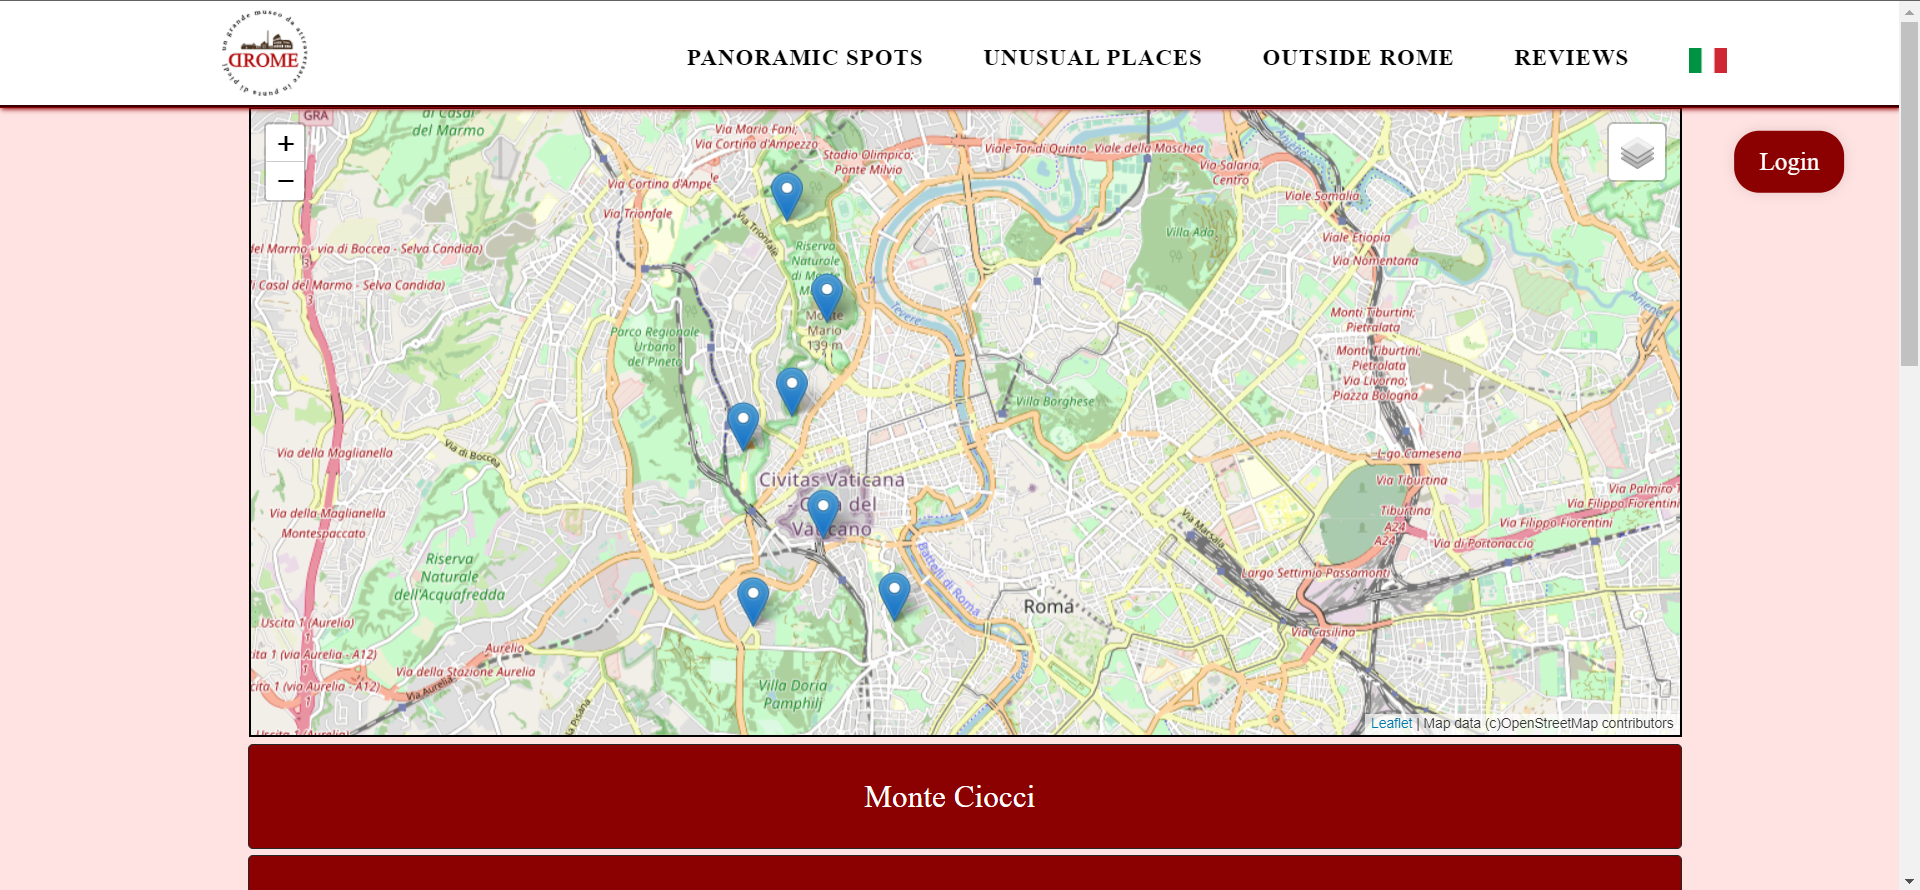 un grande museo da attraversare in punta di piedi
DROME
PANORAMIC SPOTS
UNUSUAL PLACES
OUTSIDE ROME
REVIEWS
Login
+
−
GRA
di Casal
del Marmo
Via Mario Fani;
Via Cortina d'Ampezzo
Stadio Olimpico;
Ponte Milvio
Viale Tor di Quinto
Viale della Moschea
Via Salaria;
Centro
Aniene
Via Cortina d'Ampe
Via Trionfale
Via Trionfale
Viale Somalia
Villa Ada
Viale Etiopia
Via Nomentana
del Marmo - via di Boccea - Selva Candida)
i Casal del Marmo - Selva Candida)
Riserva
Naturale
di Monte
Monte
Mario
139 m
Tevere
Aniene
Parco Regionale
Urbano
del Pineto
Monti Tiburtini;
Pietralata
Monti Tiburtini;
Pietralata
Via Livorno;
Piazza Bologna
Villa Borghese
Via della Maglianella
Via di Boccea
L.go Camesena
Via Tiburtina
Civitas Vaticana
- Città del
Vaticano
Via della Maglianella
Montespaccato
Via Palmiro T
Via Filippo Fiorentini
Via Filippo Fiorentini
Tiburtina
A24
A24
Via di Portonaccio
Via Marsala
Riserva
Naturale
dell'Acquafredda
Battelli di Roma
Largo Settimio Passamonti
Roma
Uscita 1 (Aurelia)
Via Casilina
Aurelio
cita 1 (via Aurelia - A12)
Via della Stazione Aurelia
cita 1 (via Aurelia - A12)
Via Aurelia
Tevere
Villa Doria
Pamphilj
Leaflet | Map data (c)OpenStreetMap contributors
Monte Ciocci